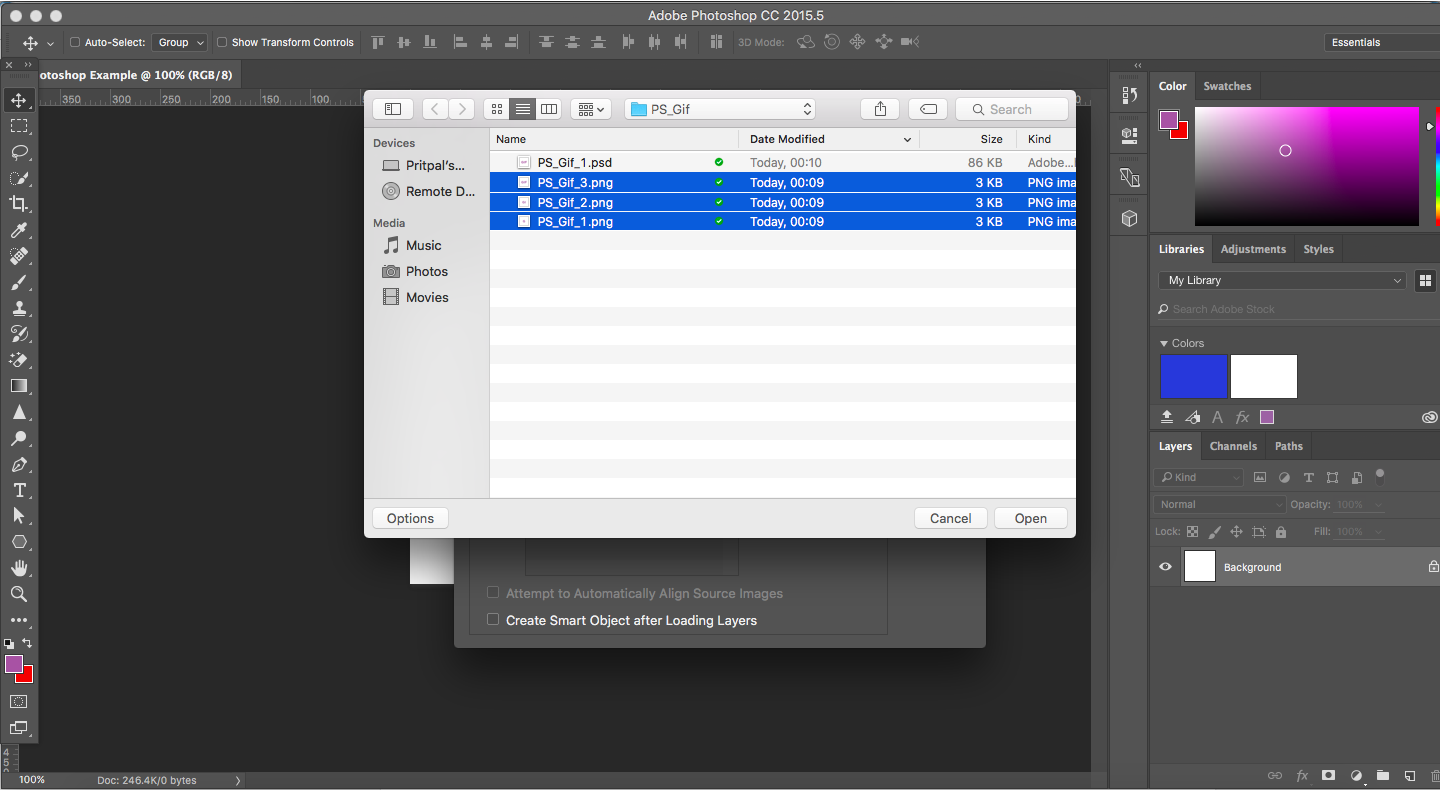 Adobe Photoshop CC 2015.5
Auto-Select: Group Show Transform Controls 3D Mode: Essentials
otoshop Example @ 100% (RGB/8)
350 300 250 200 150 100
PS_Gif Search
Devices
Pritpal's...
Remote D...
Media
Music
Photos
Movies
Name Date Modified Size Kind
PS_Gif_1.psd Today, 00:10 86 KB Adobe...
PS_Gif_3.png Today, 00:09 3 KB PNG ima
PS_Gif_2.png Today, 00:09 3 KB PNG ima
PS_Gif_1.png Today, 00:09 3 KB PNG ima
Options Cancel Open
Attempt to Automatically Align Source Images
Create Smart Object after Loading Layers
Color Swatches
Libraries Adjustments Styles
My Library
Search Adobe Stock
Colors
A fx
Layers Channels Paths
Kind
Normal Opacity: 100%
Lock: Fill: 100%
Background
fx
4
5
100% Doc: 246.4K/0 bytes